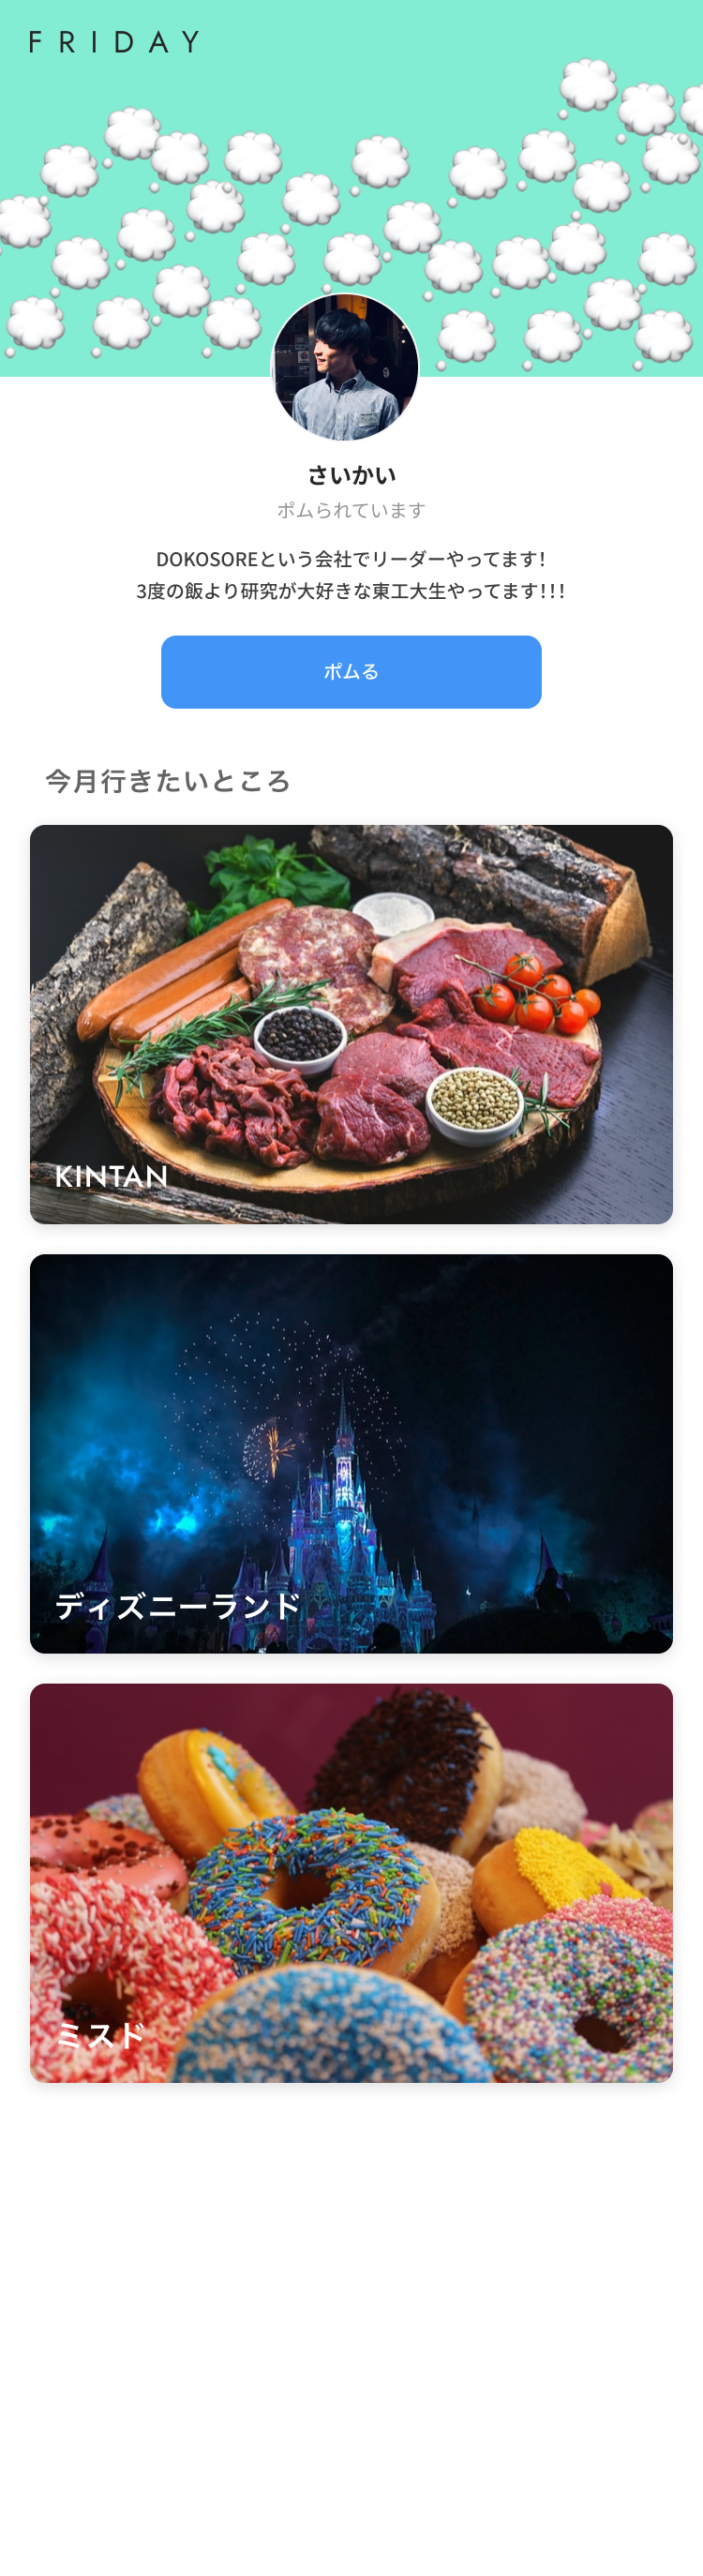 FRIDAY
さいかい
ポムられています
DOKOSOREという会社でリーダーやってます！
3度の飯より研究が大好きな東工大生やってます！！！
ポムる
今月行きたいところ
KINTAN
ディズニーランド
ミスド